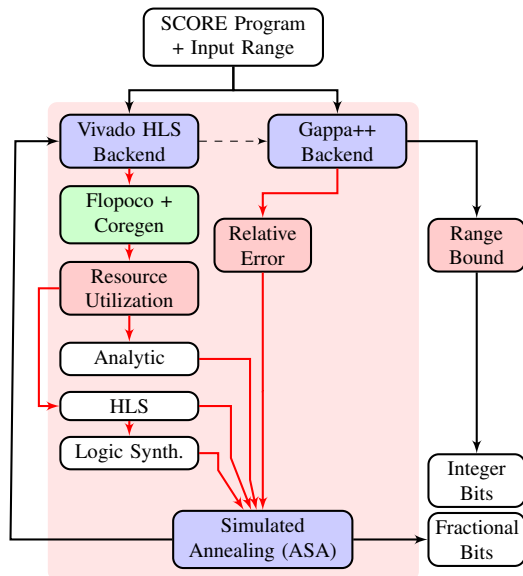 SCORE Program
+ Input Range
Vivado HLS
Backend
Gappa++
Backend
Flopoco +
Coregen
Relative
Error
Range
Bound
Resource
Utilization
Analytic
HLS
Logic Synth.
Integer
Bits
Simulated
Annealing (ASA)
Fractional
Bits